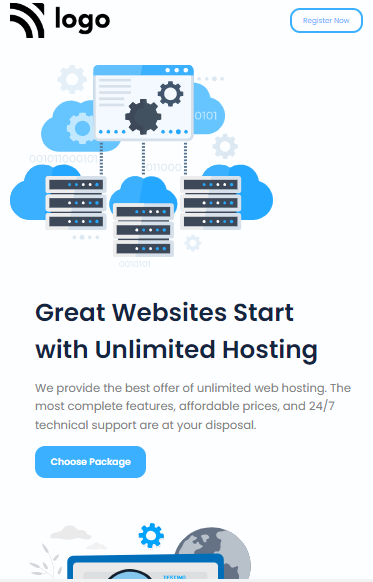 logo
Register Now
0101
001011000101
011000
0010101
Great Websites Start
with Unlimited Hosting
We provide the best offer of unlimited web hosting. The
most complete features, affordable prices, and 24/7
technical support are at your disposal.
Choose Package
TESTING